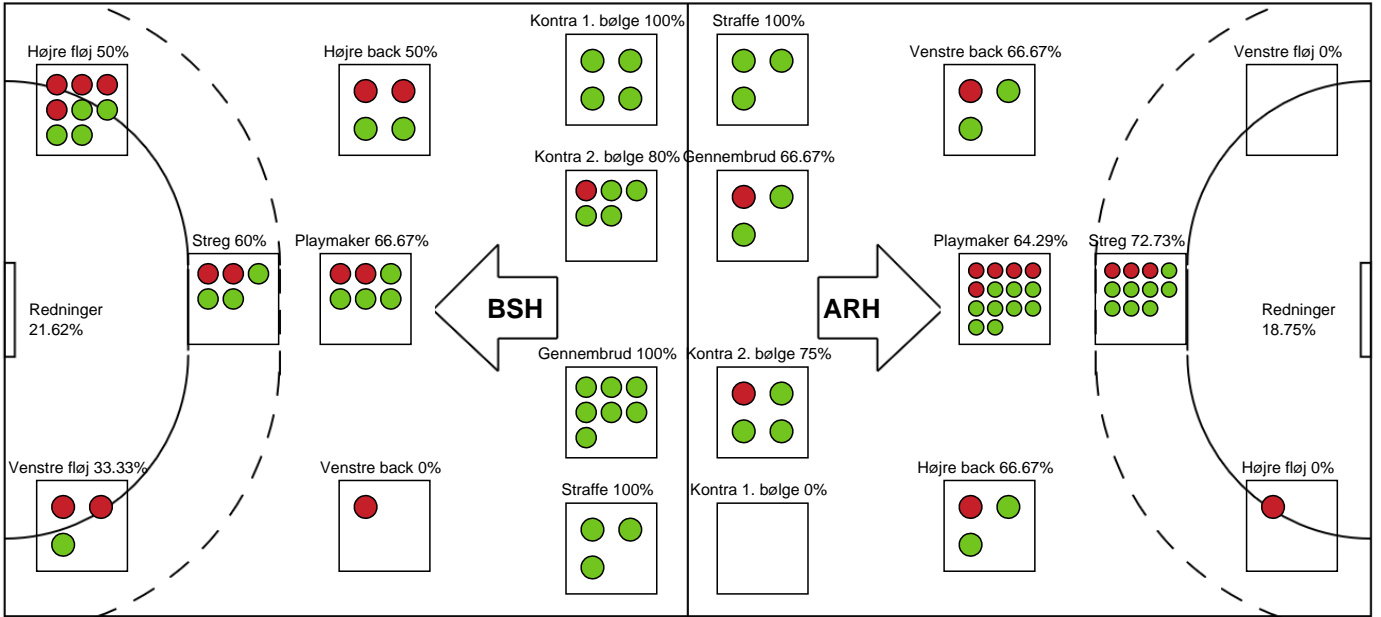 Kontra 1. bølge 100%
Straffe 100%
Højre fløj 50%
Højre back 50%
Venstre back 66.67%
Venstre fløj 0%
Kontra 2. bølge 80%
Gennembrud 66.67%
Streg 60%
Playmaker 66.67%
Playmaker 64.29%
Streg 72.73%
Redninger
21.62%
BSH
ARH
Redninger
18.75%
Gennembrud 100%
Kontra 2. bølge 75%
Venstre fløj 33.33%
Venstre back 0%
Straffe 100%
Kontra 1. bølge 0%
Højre back 66.67%
Højre fløj 0%